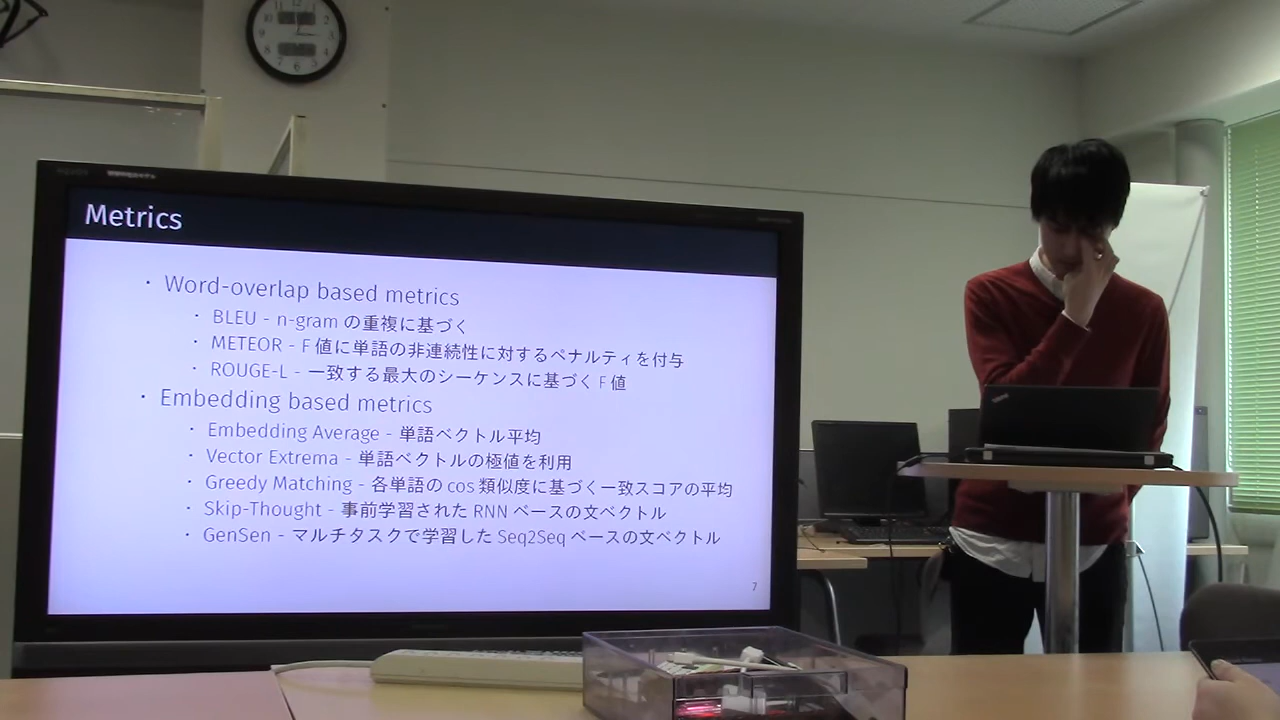 Metrics
· Word-overlap based metrics
· BLEU - n-gram の重複に基づく
· METEOR - F 値に単語の非連続性に対するペナルティを付与
· ROUGE-L - 一致する最大のシーケンスに基づく F 値
· Embedding based metrics
· Embedding Average - 単語ベクトル平均
· Vector Extrema - 単語ベクトルの極値を利用
· Greedy Matching - 各単語の cos 類似度に基づく一致スコアの平均
· Skip-Thought - 事前学習された RNN ベースの文ベクトル
· GenSen - マルチタスクで学習した Seq2Seq ベースの文ベクトル
7